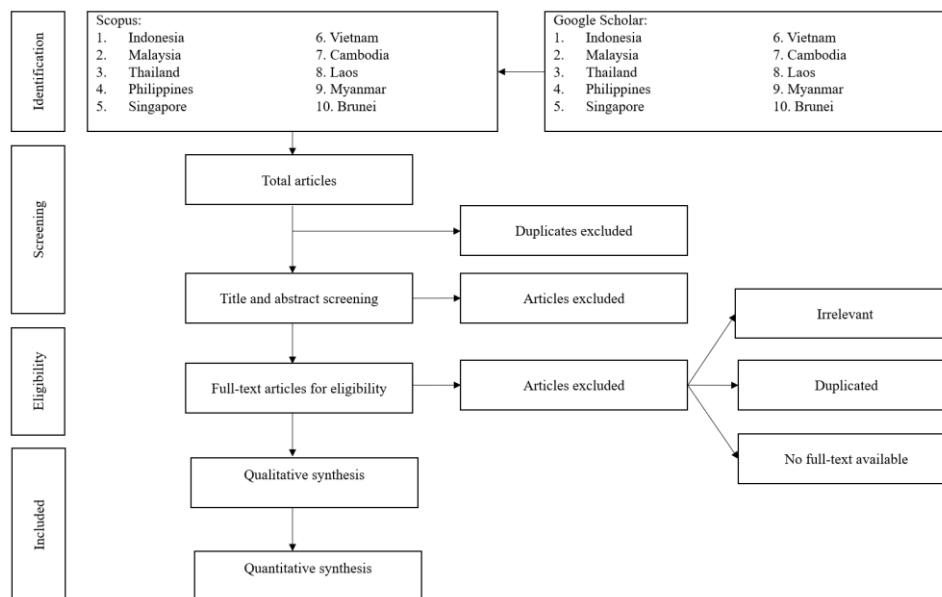 Identification
Scopus:
1. Indonesia
2. Malaysia
3. Thailand
4. Philippines
5. Singapore
6. Vietnam
7. Cambodia
8. Laos
9. Myanmar
10. Brunei
Google Scholar:
1. Indonesia
2. Malaysia
3. Thailand
4. Philippines
5. Singapore
6. Vietnam
7. Cambodia
8. Laos
9. Myanmar
10. Brunei
Screening
Total articles
Duplicates excluded
Title and abstract screening
Articles excluded
Eligibility
Full-text articles for eligibility
Articles excluded
Irrelevant
Duplicated
No full-text available
Included
Qualitative synthesis
Quantitative synthesis